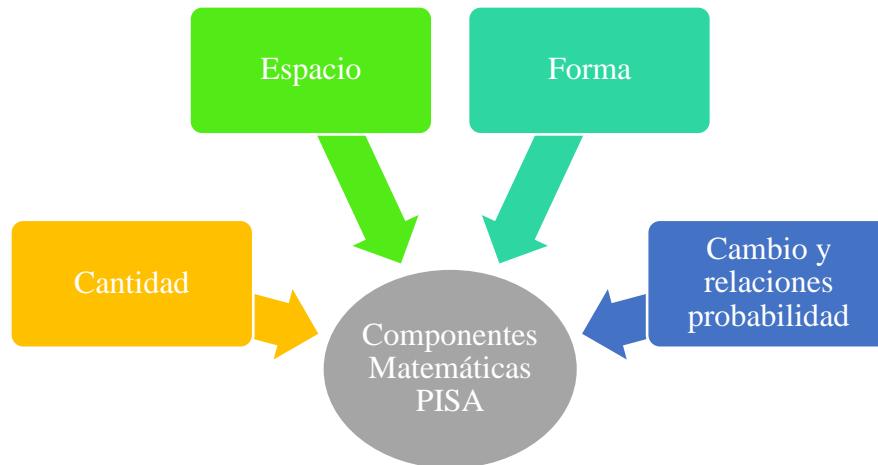 Espacio
Forma
Cantidad
Cambio y
relaciones
probabilidad
Componentes
Matemáticas
PISA